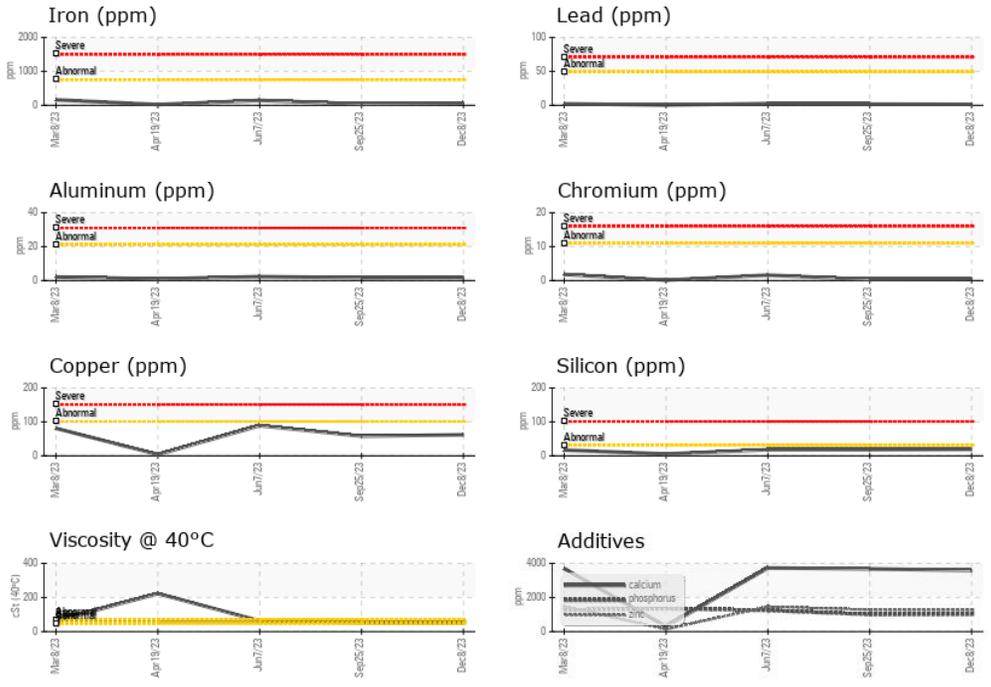 Iron (ppm)
2000
1000
0
ppm
Severe
Abnormal
Mar8/23
Apr19/23
Jun7/23
Sep25/23
Dec8/23
Lead (ppm)
100
50
0
ppm
Severe
Abnormal
Mar8/23
Apr19/23
Jun7/23
Sep25/23
Dec8/23
Aluminum (ppm)
40
20
0
ppm
Severe
Abnormal
Mar8/23
Apr19/23
Jun7/23
Sep25/23
Dec8/23
Chromium (ppm)
20
10
0
ppm
Severe
Abnormal
Mar8/23
Apr19/23
Jun7/23
Sep25/23
Dec8/23
Copper (ppm)
200
100
0
ppm
Severe
Abnormal
Mar8/23
Apr19/23
Jun7/23
Sep25/23
Dec8/23
Silicon (ppm)
200
100
0
ppm
Severe
Abnormal
Mar8/23
Apr19/23
Jun7/23
Sep25/23
Dec8/23
Viscosity @ 40°C
400
200
0
cSt (40°C)
Mar8/23
Apr19/23
Jun7/23
Sep25/23
Dec8/23
Additives
4000
2000
0
ppm
calcium
phosphorus
zinc
Mar8/23
Apr19/23
Jun7/23
Sep25/23
Dec8/23